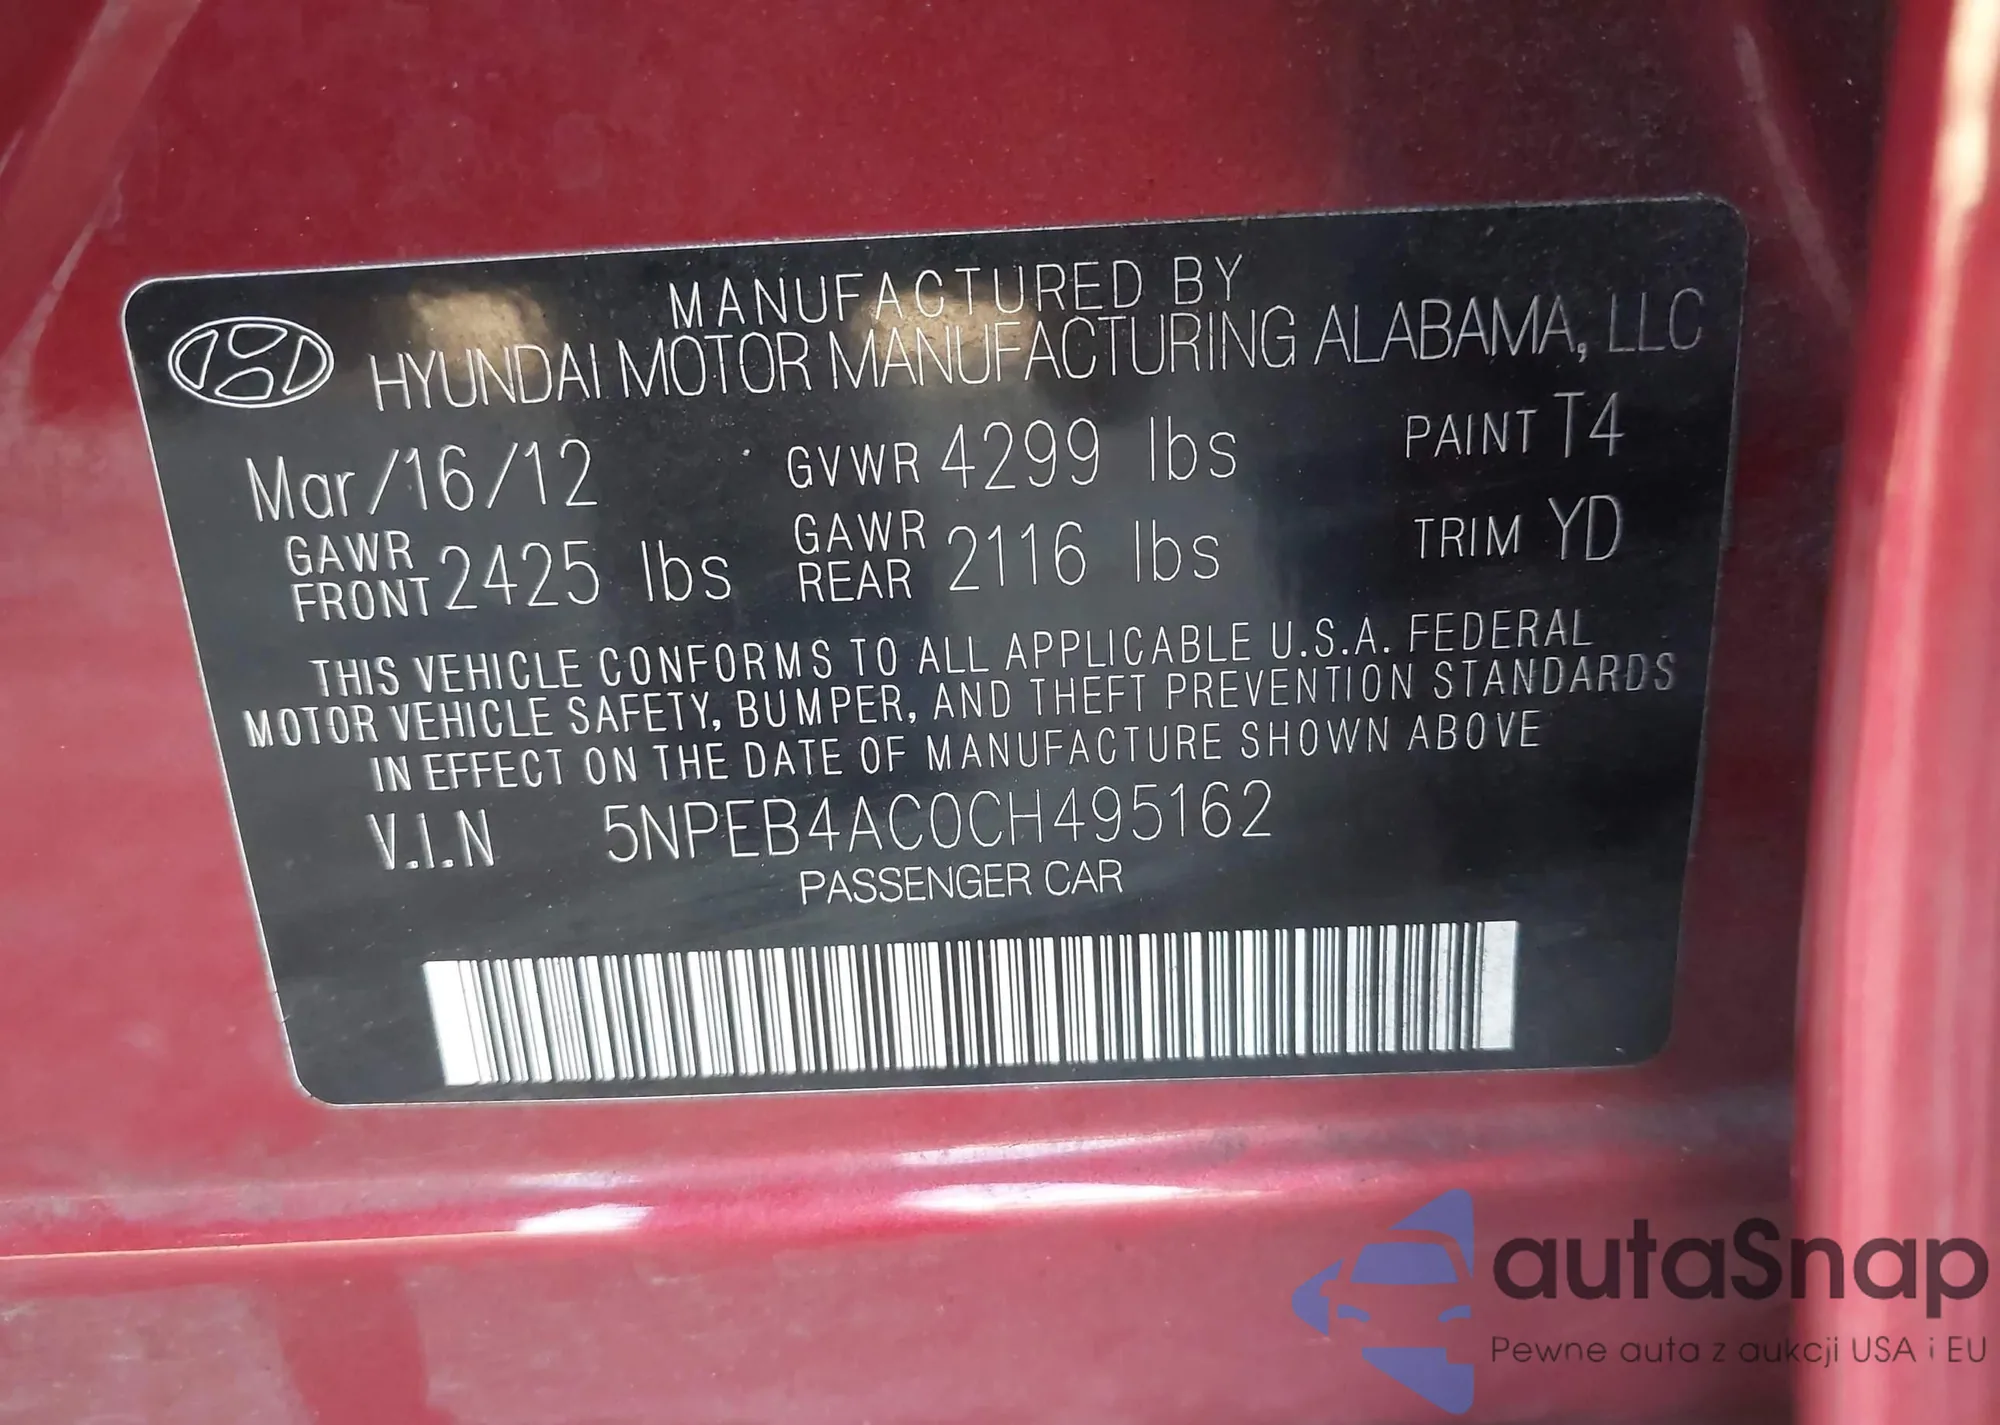 MANUFACTURED BY
HYUNDAI MOTOR MANUFACTURING ALABAMA, LLC
Mar/16/12 GVWR 4299 lbs PAINT T4
GAWR FRONT 2425 lbs GAWR REAR 2116 lbs TRIM YD
THIS VEHICLE CONFORMS TO ALL APPLICABLE U.S.A. FEDERAL
MOTOR VEHICLE SAFETY, BUMPER, AND THEFT PREVENTION STANDARDS
IN EFFECT ON THE DATE OF MANUFACTURE SHOWN ABOVE
V.I.N 5NPEB4AC0CH495162
PASSENGER CAR
autaSnap
Pewne auta z aukcji USA i EU